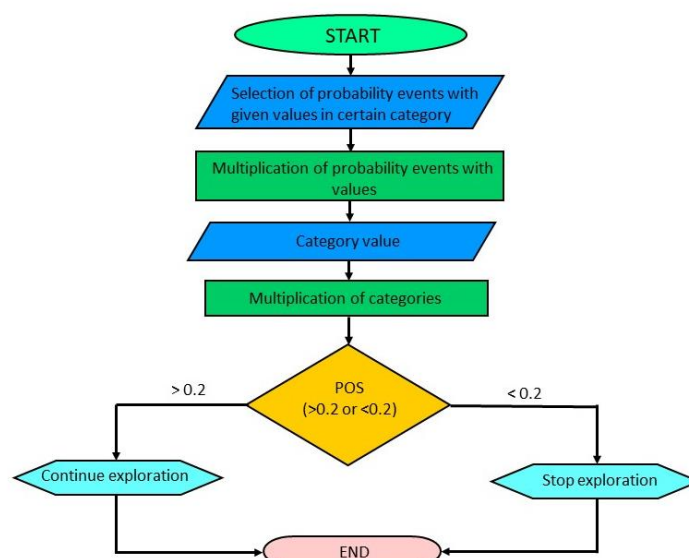 START
Selection of probability events with
given values in certain category
Multiplication of probability events with
values
Category value
Multiplication of categories
POS
(>0.2 or <0.2)
> 0.2
< 0.2
Continue exploration
Stop exploration
END